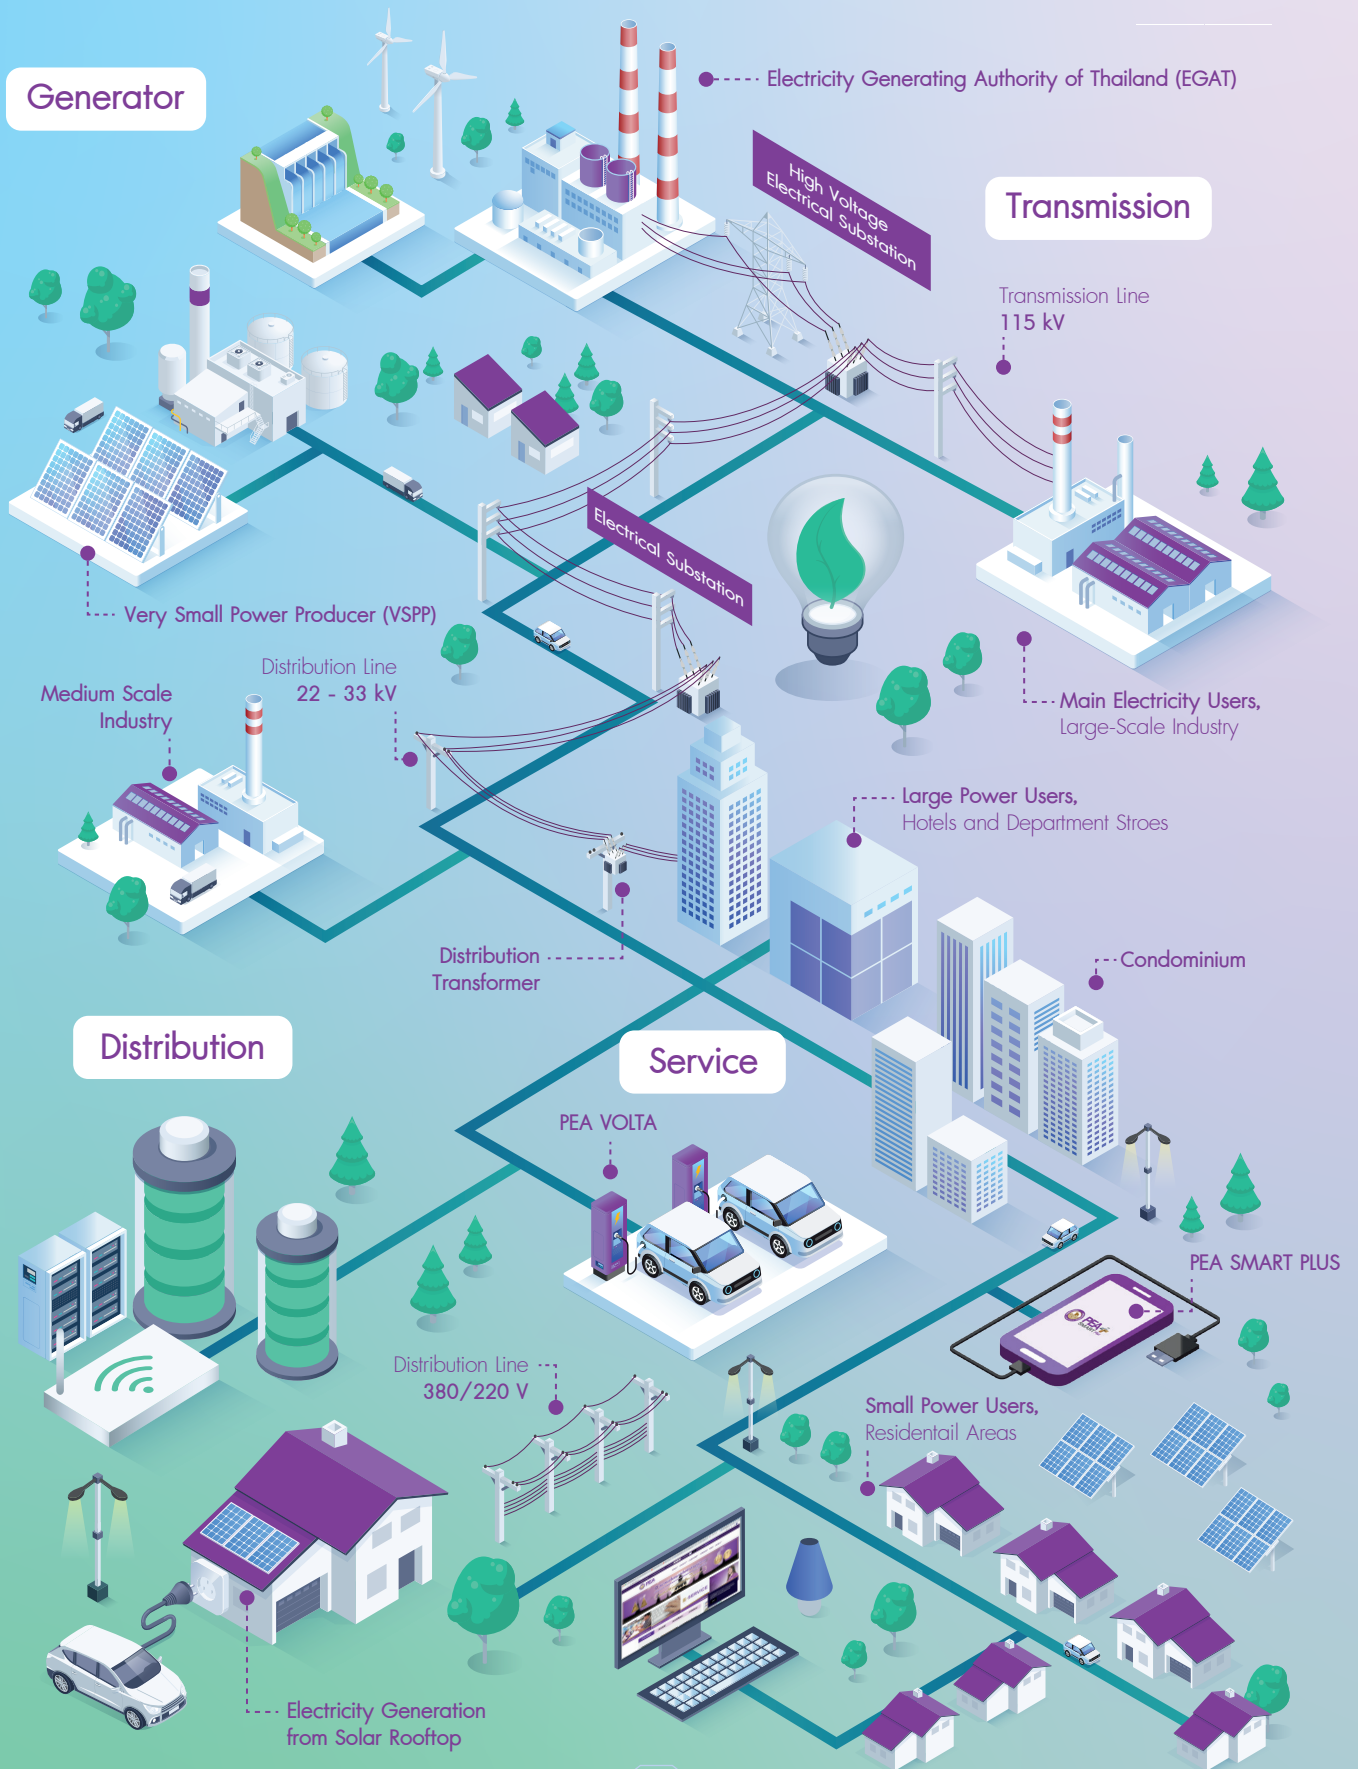 Generator
Electricity Generating Authority of Thailand (EGAT)
High Voltage
Electrical Substation
Transmission
Transmission Line
115 kV
Electrical Substation
Very Small Power Producer (VSPP)
Distribution Line
22 - 33 kV
Medium Scale
Industry
Main Electricity Users,
Large-Scale Industry
Large Power Users,
Hotels and Department Stroes
Distribution
Transformer
Condominium
Distribution
Service
PEA VOLTA
PEA SMART PLUS
PEA
Distribution Line
380/220 V
Small Power Users,
Residentail Areas
Electricity Generation
from Solar Rooftop